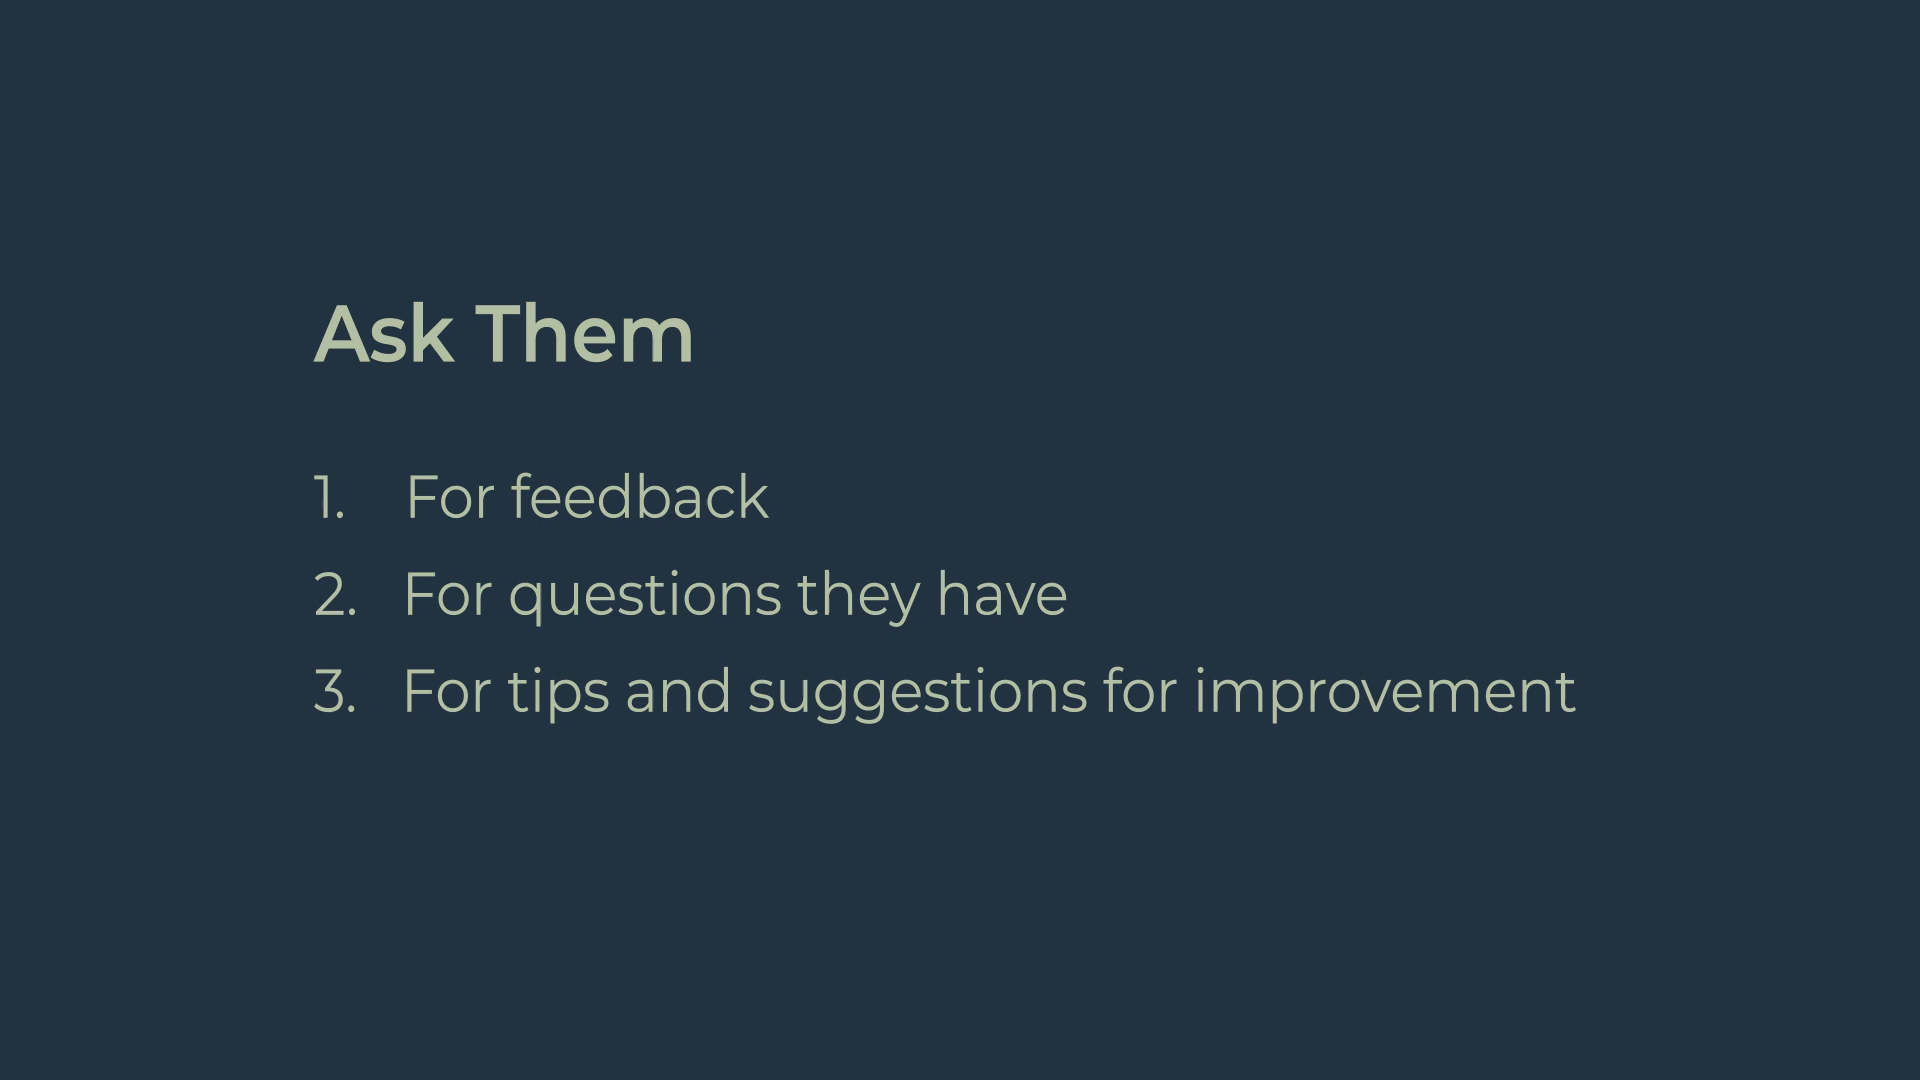 Ask Them
1. For feedback
2. For questions they have
3. For tips and suggestions for improvement